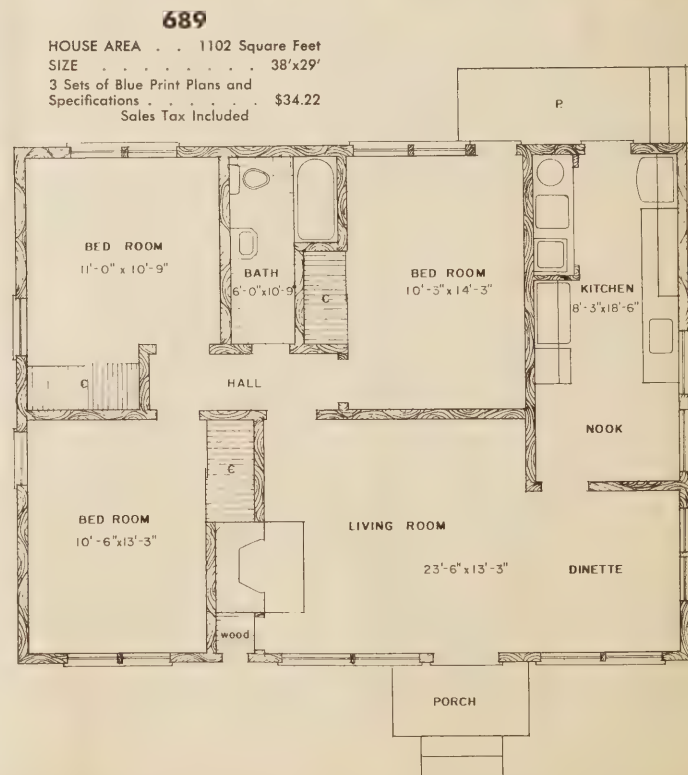 689
HOUSE AREA . . 1102 Square Feet
SIZE . . . . . . . . . 38'x29'
3 Sets of Blue Print Plans and
Specifications . . . . . . $34.22
Sales Tax Included
P.
BED ROOM
11'-0" x 10'-9"
BATH
6'-0"x10'-9"
C
BED ROOM
10'-3"x14'-3"
KITCHEN
8'-3"x18'-6"
C
HALL
NOOK
C
BED ROOM
10'-6"x13'-3"
LIVING ROOM
23'-6"x13'-3"
DINETTE
wood
PORCH